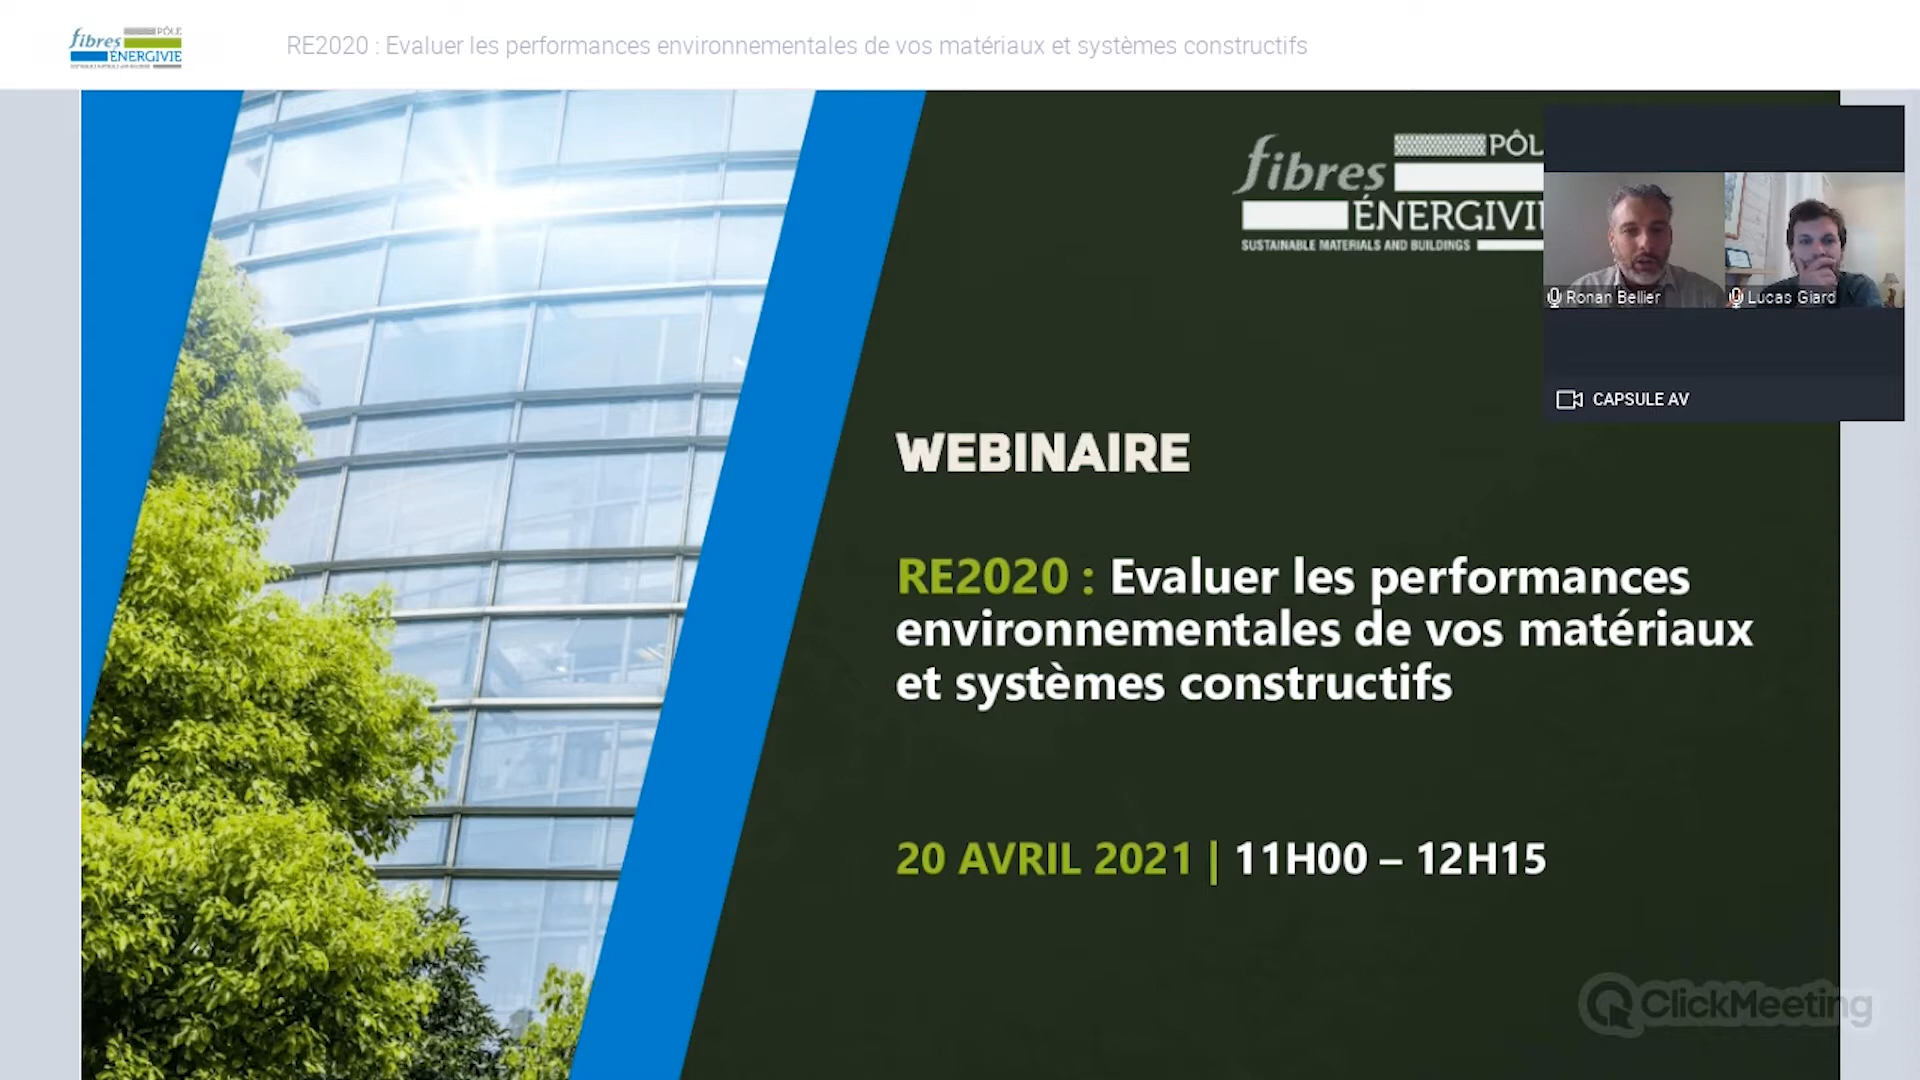 fibres PÔLE
ÉNERGIVIE
RE2020 : Evaluer les performances environnementales de vos matériaux et systèmes constructifs
fibres PÔL
ÉNERGIVI
SUSTAINABLE MATERIALS AND BUILDINGS
Ronan Bellier
Lucas Giard
CAPSULE AV
WEBINAIRE
RE2020 : Evaluer les performances
environnementales de vos matériaux
et systèmes constructifs
20 AVRIL 2021 | 11H00 – 12H15
ClickMeeting